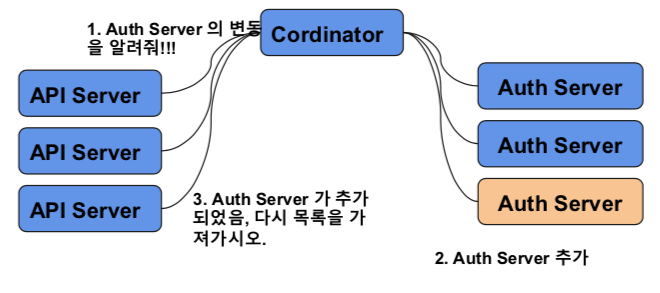 1. Auth Server 의 변동
을 알려줘!!!
Cordinator
API Server
API Server
API Server
Auth Server
Auth Server
Auth Server
3. Auth Server 가 추가
되었음, 다시 목록을 가
져가시오.
2. Auth Server 추가